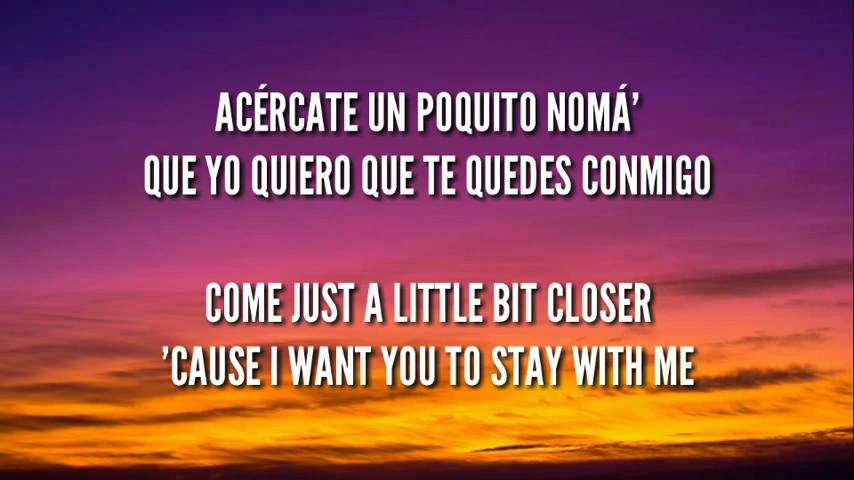 ACÉRCATE UN POQUITO NOMÁ’
QUE YO QUIERO QUE TE QUEDES CONMIGO
COME JUST A LITTLE BIT CLOSER
’CAUSE I WANT YOU TO STAY WITH ME